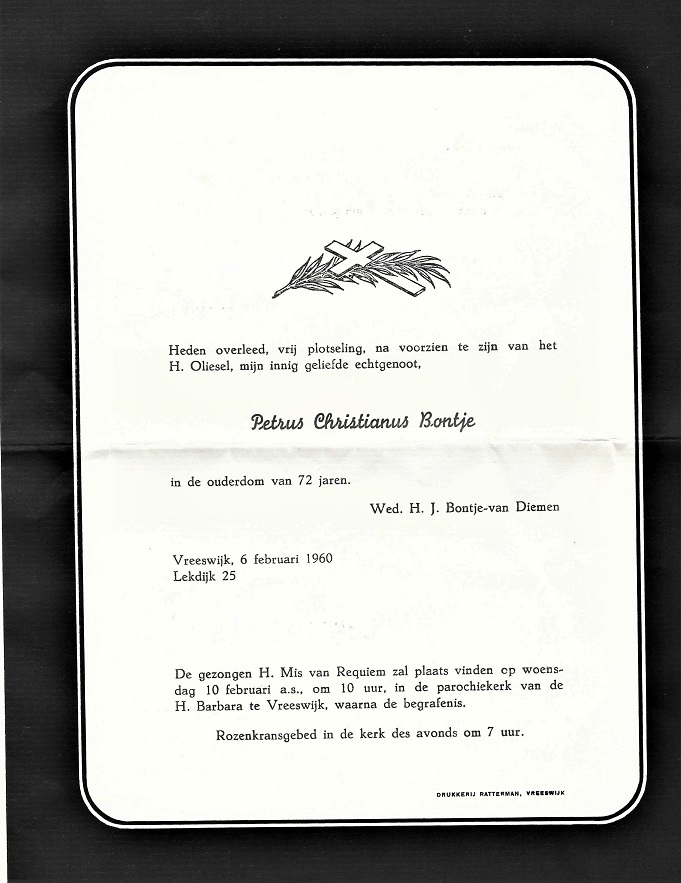 Heden overleed, vrij plotseling, na voorzien te zijn van het
H. Oliesel, mijn innig geliefde echtgenoot,
Petrus Christianus Bontje
in de ouderdom van 72 jaren.
Wed. H. J. Bontje-van Diemen
Vreeswijk, 6 februari 1960
Lekdijk 25
De gezongen H. Mis van Requiem zal plaats vinden op woens-
dag 10 februari a.s., om 10 uur, in de parochiekerk van de
H. Barbara te Vreeswijk, waarna de begrafenis.
Rozenkransgebed in de kerk des avonds om 7 uur.
DRUKKERIJ RATTERMAN, VREESWIJK